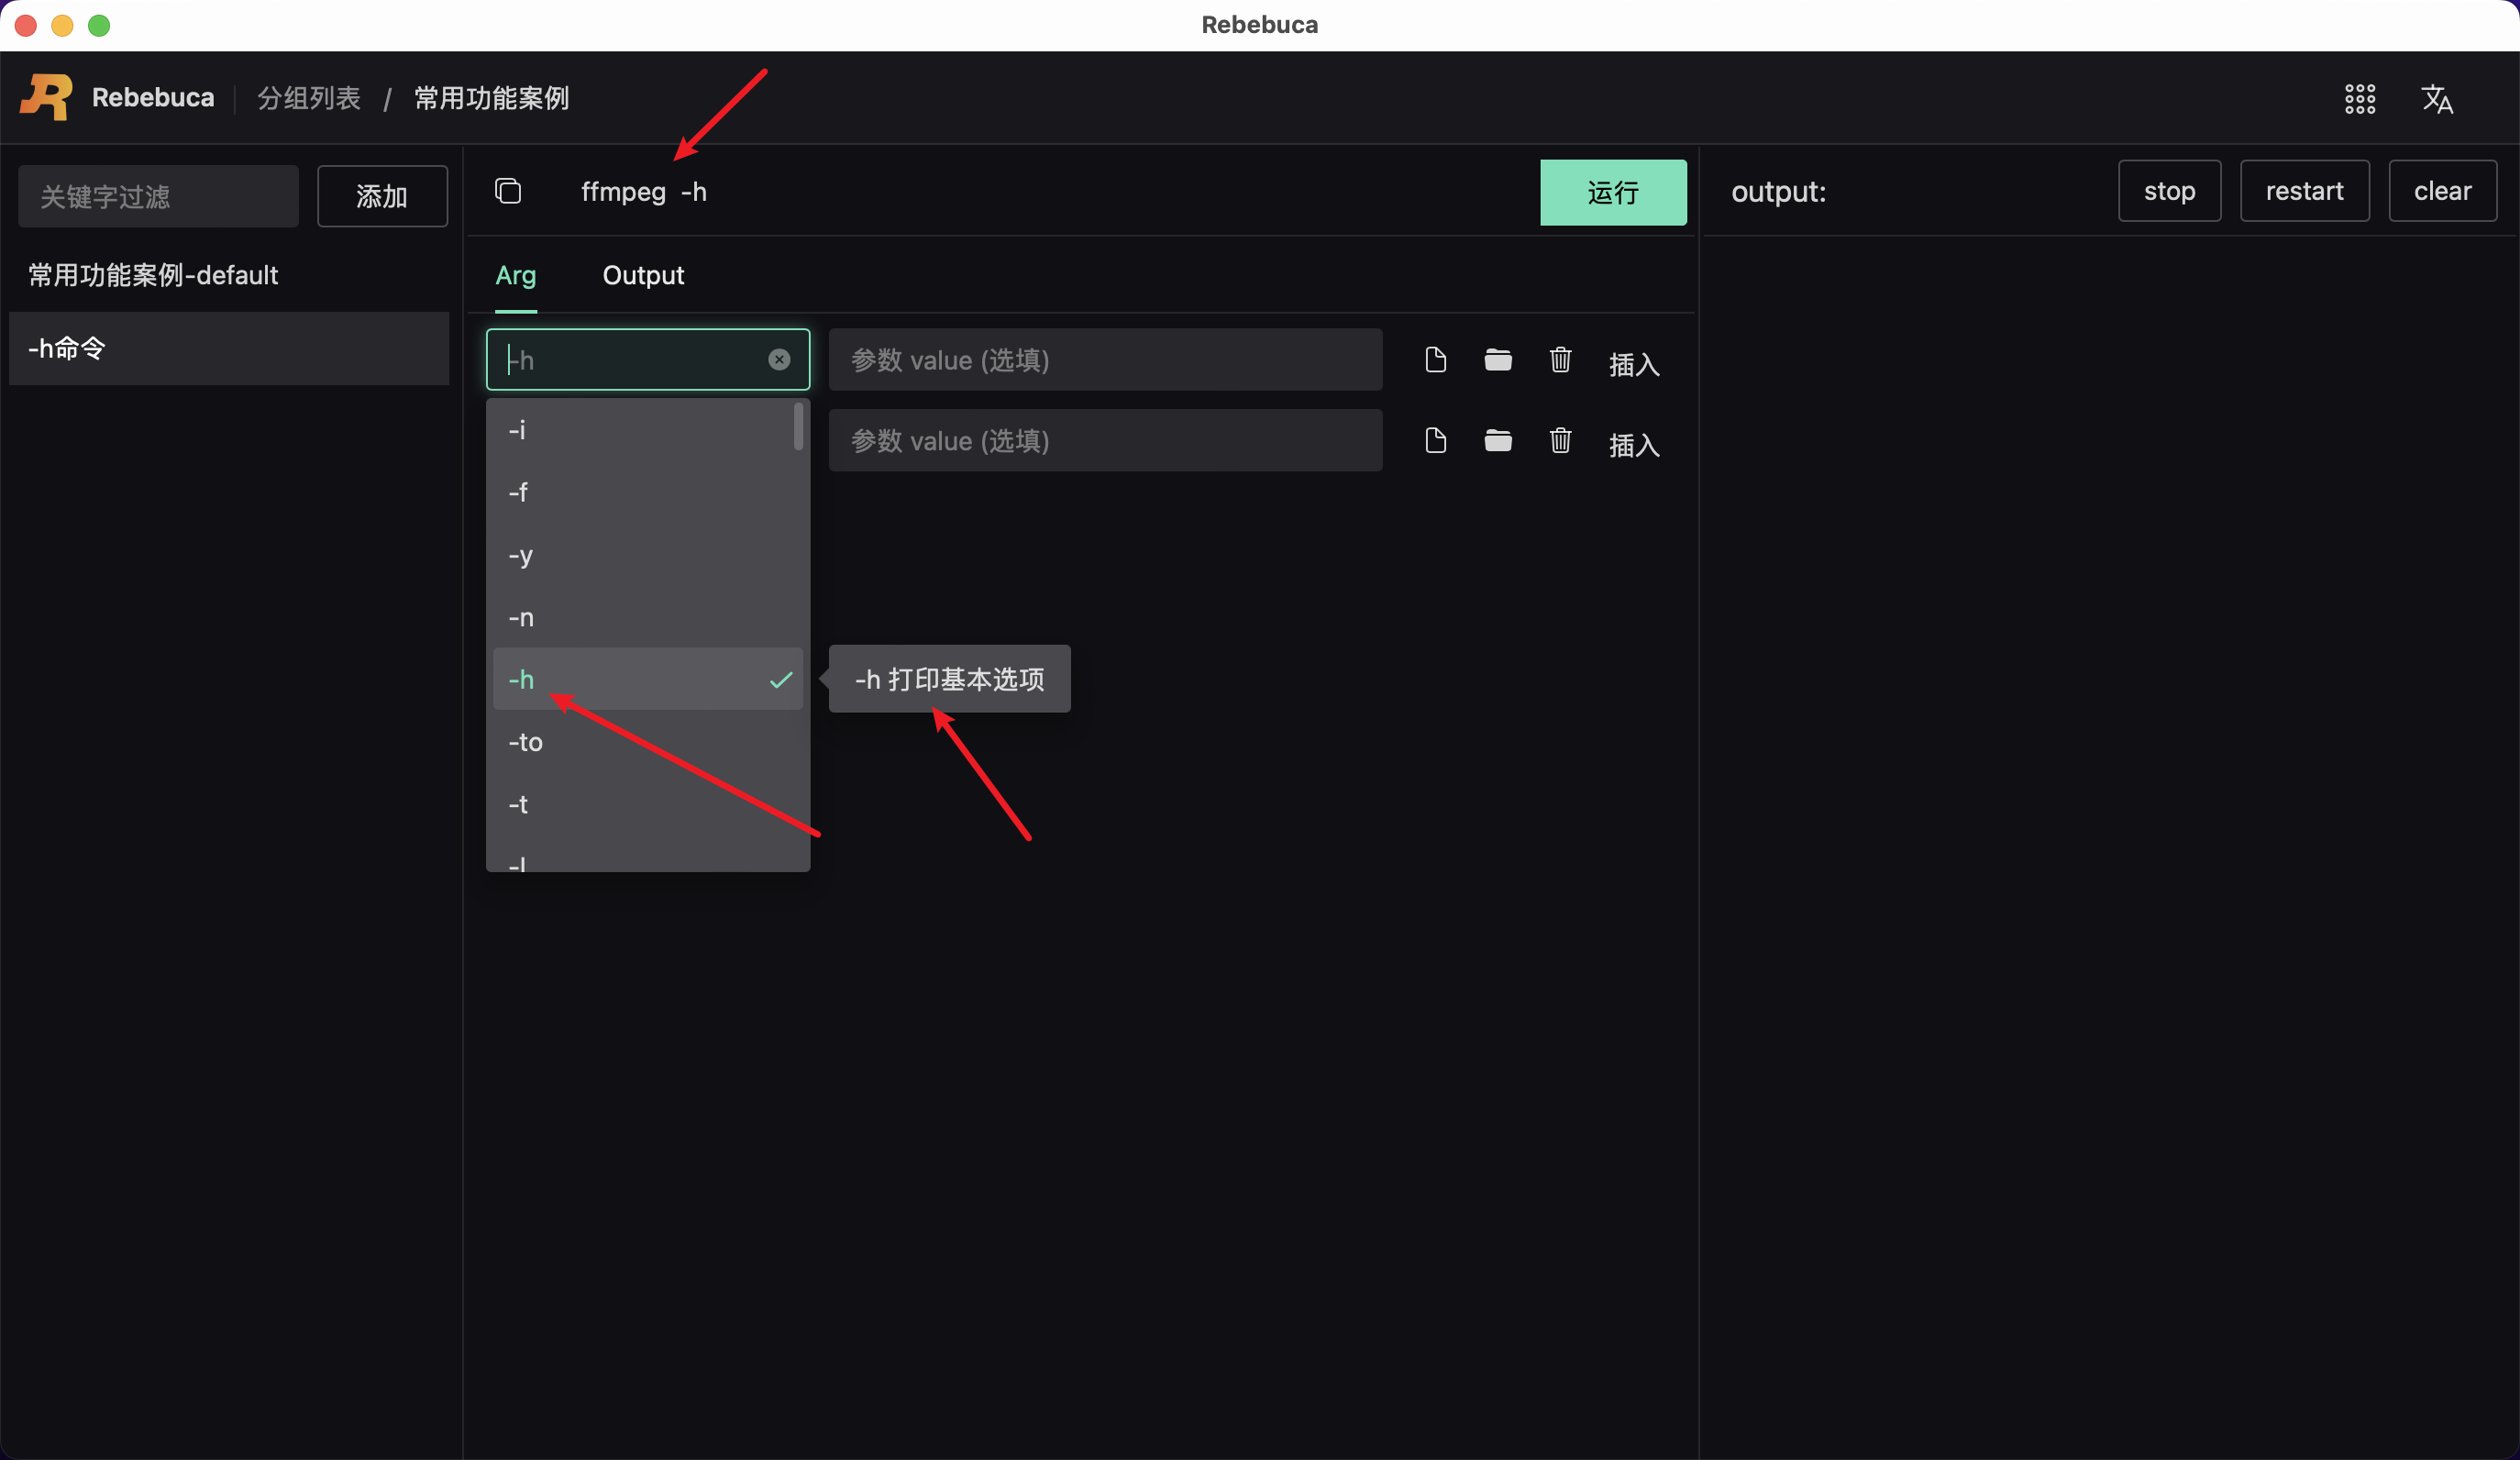 Rebebuca
Rebebuca 分组列表 / 常用功能案例
关键字过滤 添加
常用功能案例-default
-h命令
ffmpeg -h 运行
Arg Output
-h 参数 value (选填) 插入
参数 value (选填) 插入
-i
-f
-y
-n
-h
-h 打印基本选项
-to
-t
output: stop restart clear